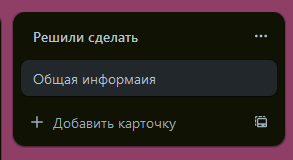 Решили сделать
Общая информаия
Добавить карточку